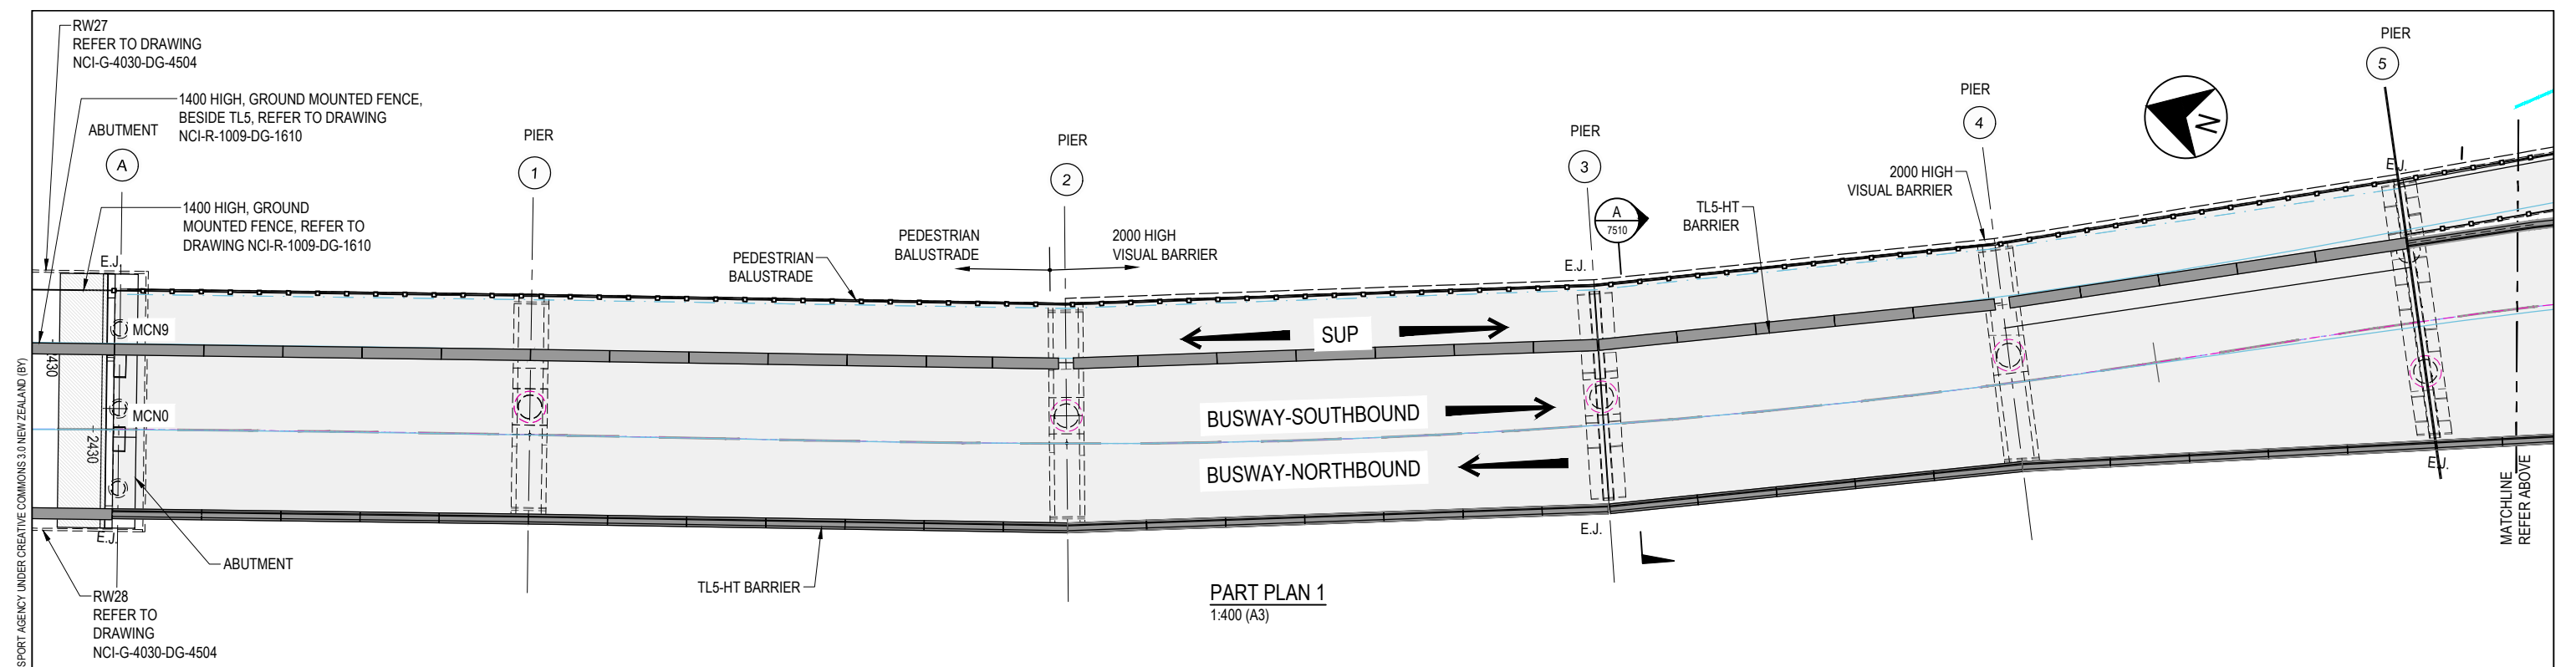 RW27
REFER TO DRAWING
NCI-G-4030-DG-4504
1400 HIGH, GROUND MOUNTED FENCE,
BESIDE TL5, REFER TO DRAWING
NCI-R-1009-DG-1610
ABUTMENT
A
1400 HIGH, GROUND
MOUNTED FENCE, REFER TO
DRAWING NCI-R-1009-DG-1610
E.J.
MCN9
430
MCN0
2430
E.J.
ABUTMENT
RW28
REFER TO
DRAWING
NCI-G-4030-DG-4504
SPORT AGENCY UNDER CREATIVE COMMONS 3.0 NEW ZEALAND (BY)
PIER
1
PEDESTRIAN
BALUSTRADE
TL5-HT BARRIER
PEDESTRIAN
BALUSTRADE
PIER
2
2000 HIGH
VISUAL BARRIER
SUP
BUSWAY-SOUTHBOUND
BUSWAY-NORTHBOUND
PIER
3
A
7510
E.J.
E.J.
TL5-HT
BARRIER
2000 HIGH
VISUAL BARRIER
PIER
4
N
PIER
5
E.J.
E.J.
MATCHLINE
REFER ABOVE
PART PLAN 1
1:400 (A3)